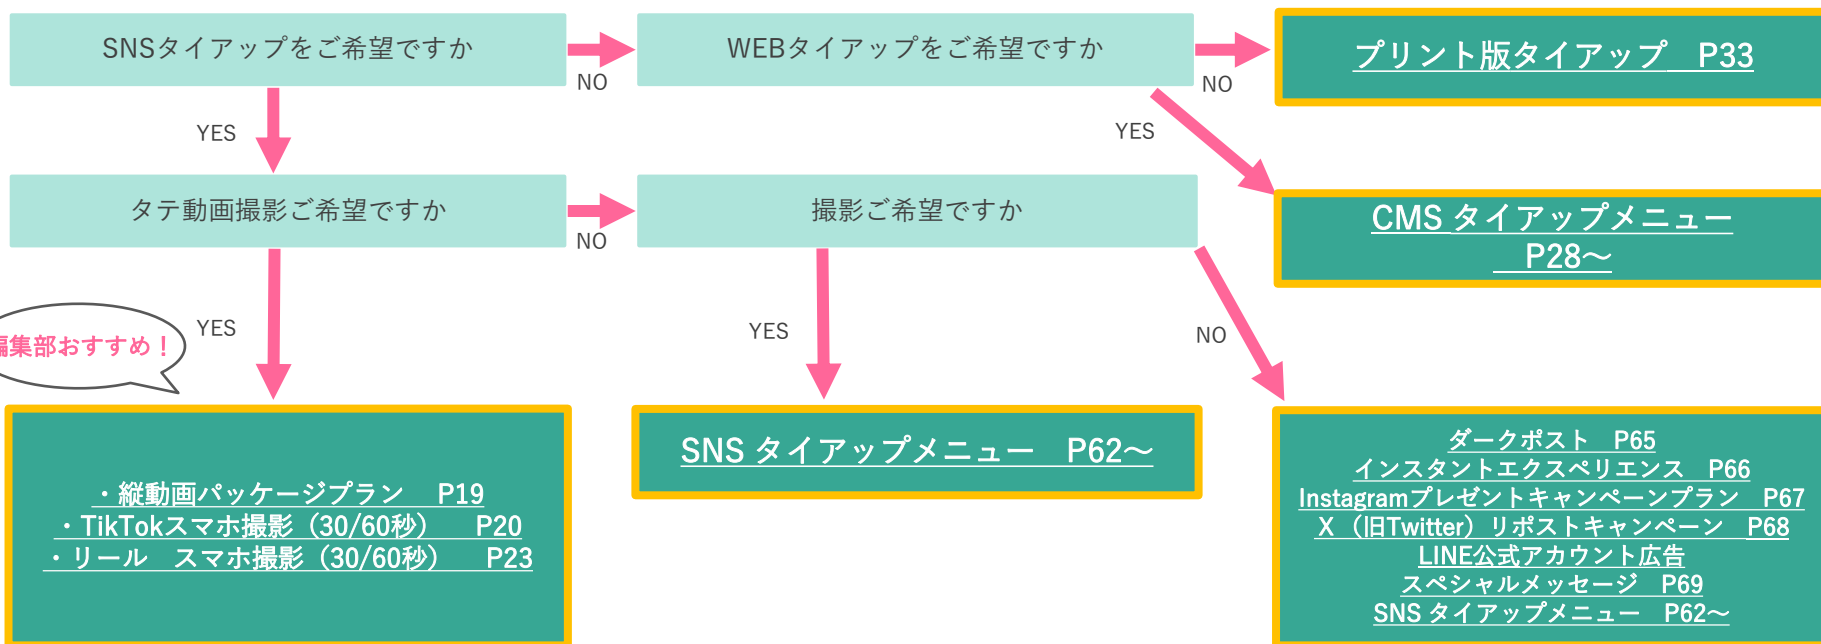 SNSタイアップをご希望ですか
NO
WEBタイアップをご希望ですか
NO
プリント版タイアップ　P33
YES
YES
CMS タイアップメニュー
P28～
タテ動画撮影ご希望ですか
NO
撮影ご希望ですか
編集部おすすめ！
YES
YES
NO
・縦動画パッケージプラン　P19
・TikTokスマホ撮影（30/60秒）　P20
・リール　スマホ撮影（30/60秒）　P23
SNS タイアップメニュー　P62～
ダークポスト　P65
インスタントエクスペリエンス　P66
Instagramプレゼントキャンペーンプラン　P67
X（旧Twitter）リポストキャンペーン　P68
LINE公式アカウント広告
スペシャルメッセージ　P69
SNS タイアップメニュー　P62～